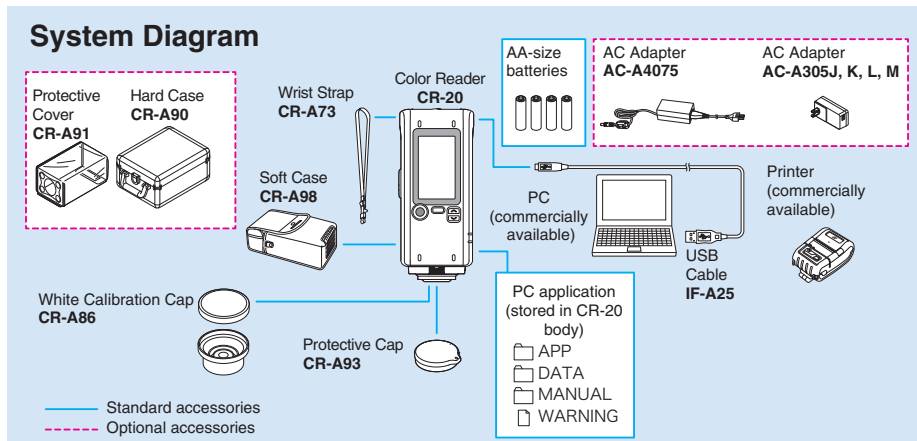 System Diagram
Protective
Cover
CR-A91
Hard Case
CR-A90
Wrist Strap
CR-A73
Color Reader
CR-20
AA-size
batteries
AC Adapter
AC-A4075
AC Adapter
AC-A305J, K, L, M
Soft Case
CR-A98
PC
(commercially
available)
Printer
(commercially
available)
USB
Cable
IF-A25
White Calibration Cap
CR-A86
Protective Cap
CR-A93
PC application
(stored in CR-20
body)
APP
DATA
MANUAL
WARNING
Standard accessories
Optional accessories